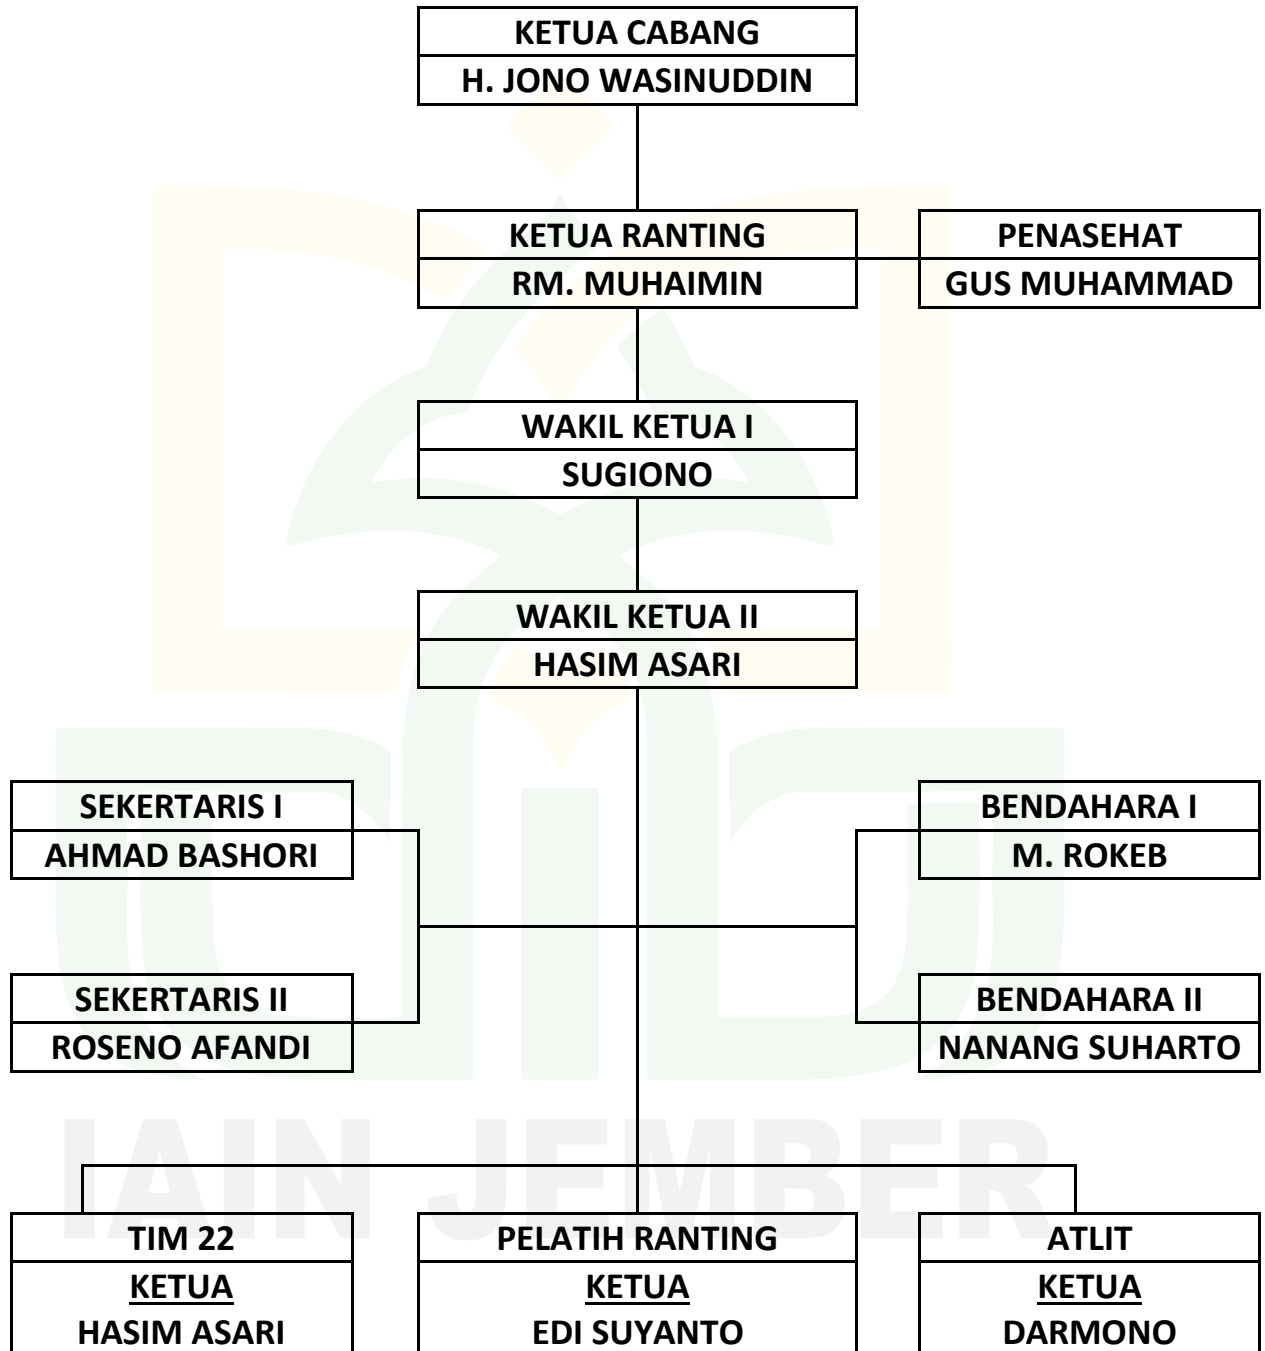 KETUA CABANG
H. JONO WASINUDDIN
KETUA RANTING
RM. MUHAIMIN
PENASEHAT
GUS MUHAMMAD
WAKIL KETUA I
SUGIONO
WAKIL KETUA II
HASIM ASARI
SEKERTARIS I
AHMAD BASHORI
BENDAHARA I
M. ROKEB
SEKERTARIS II
ROSENO AFANDI
BENDAHARA II
NANANG SUHARTO
IAIN JEMBER
TIM 22
KETUA
HASIM ASARI
PELATIH RANTING
KETUA
EDI SUYANTO
ATLIT
KETUA
DARMONO